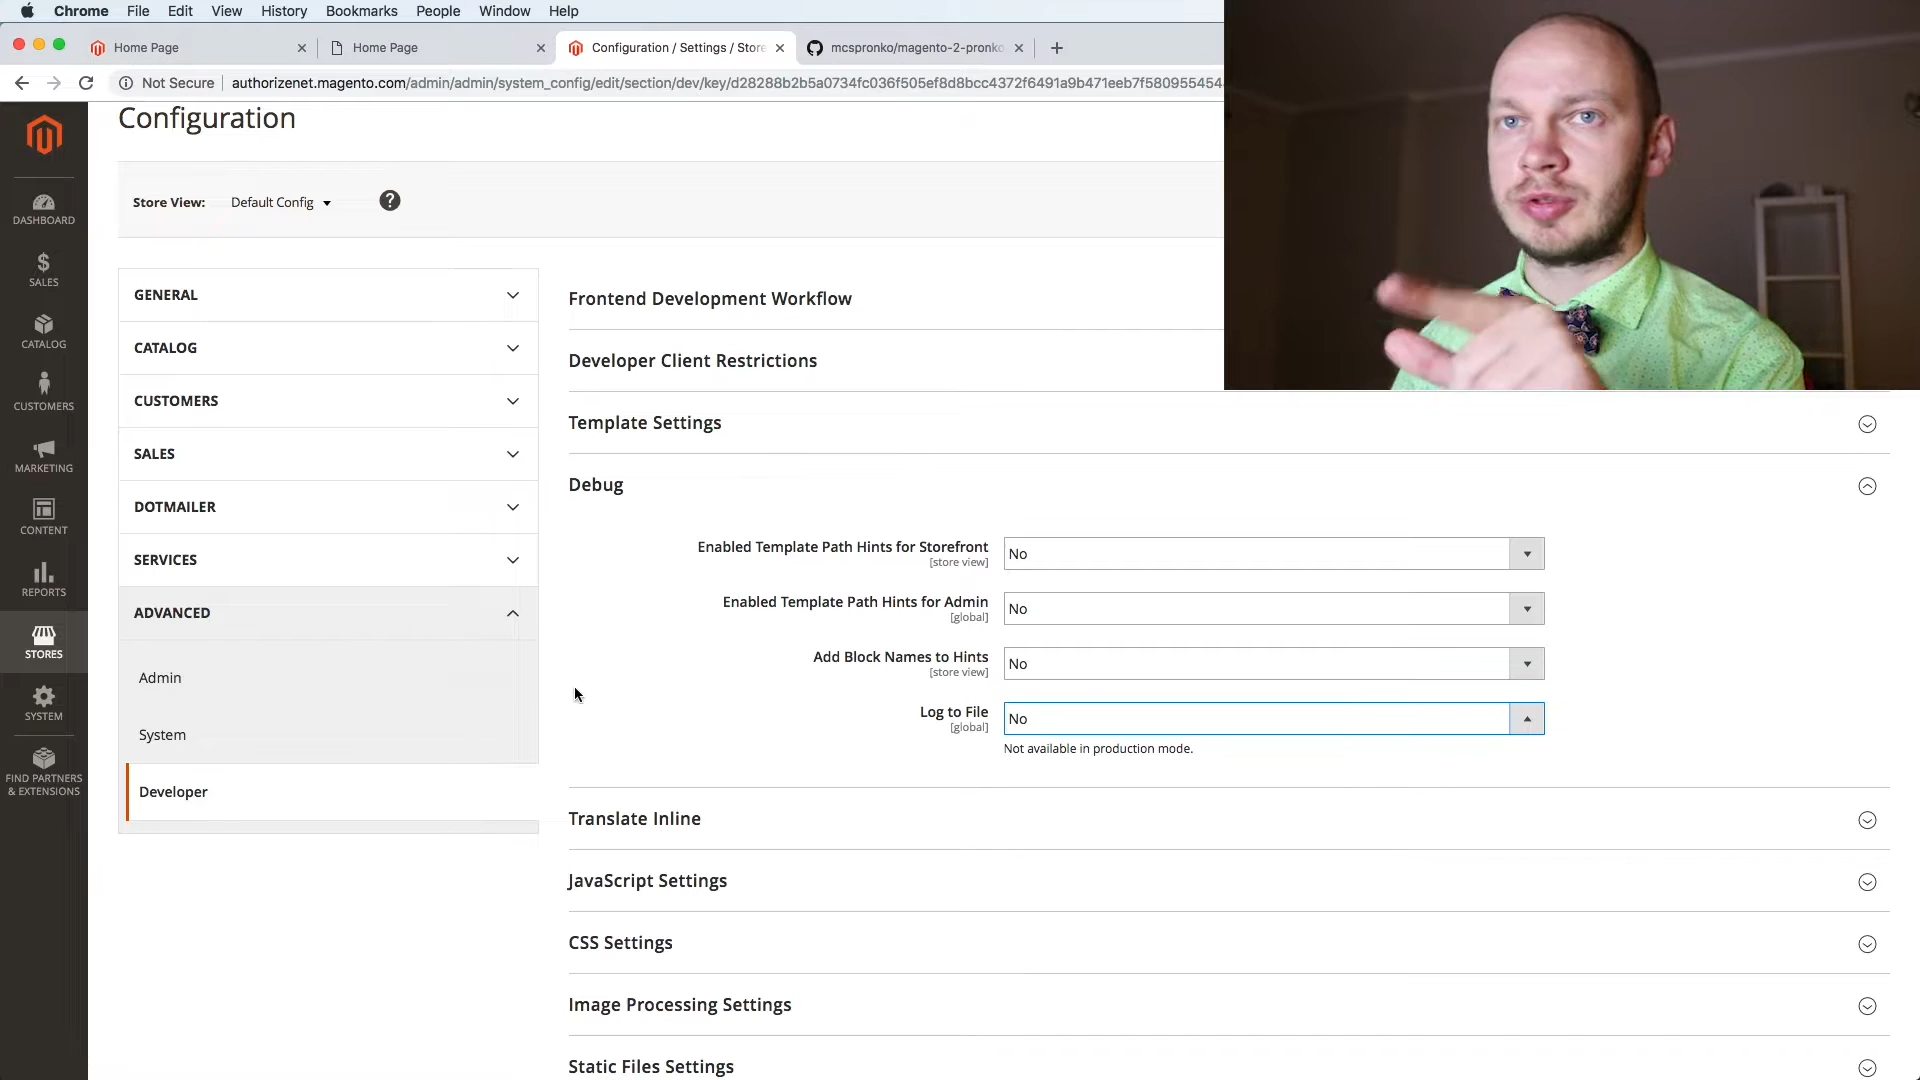 Chrome File Edit View History Bookmarks People Window Help
Home Page
Home Page
Configuration / Settings / Store
mcspronko/magento-2-pronko
Not Secure authorizenet.magento.com/admin/admin/system_config/edit/section/dev/key/d28288b2b5a0734fc036f505ef8d8bcc4372f6491a9b471eeb7f580955454
Configuration
Store View: Default Config ?
DASHBOARD
SALES
CATALOG
CUSTOMERS
MARKETING
CONTENT
REPORTS
STORES
SYSTEM
FIND PARTNERS
& EXTENSIONS
GENERAL
CATALOG
CUSTOMERS
SALES
DOTMAILER
SERVICES
ADVANCED
Admin
System
Developer
Frontend Development Workflow
Developer Client Restrictions
Template Settings
Debug
Enabled Template Path Hints for Storefront No
[store view]
Enabled Template Path Hints for Admin No
[global]
Add Block Names to Hints No
[store view]
Log to File No
[global]
Not available in production mode.
Translate Inline
JavaScript Settings
CSS Settings
Image Processing Settings
Static Files Settings